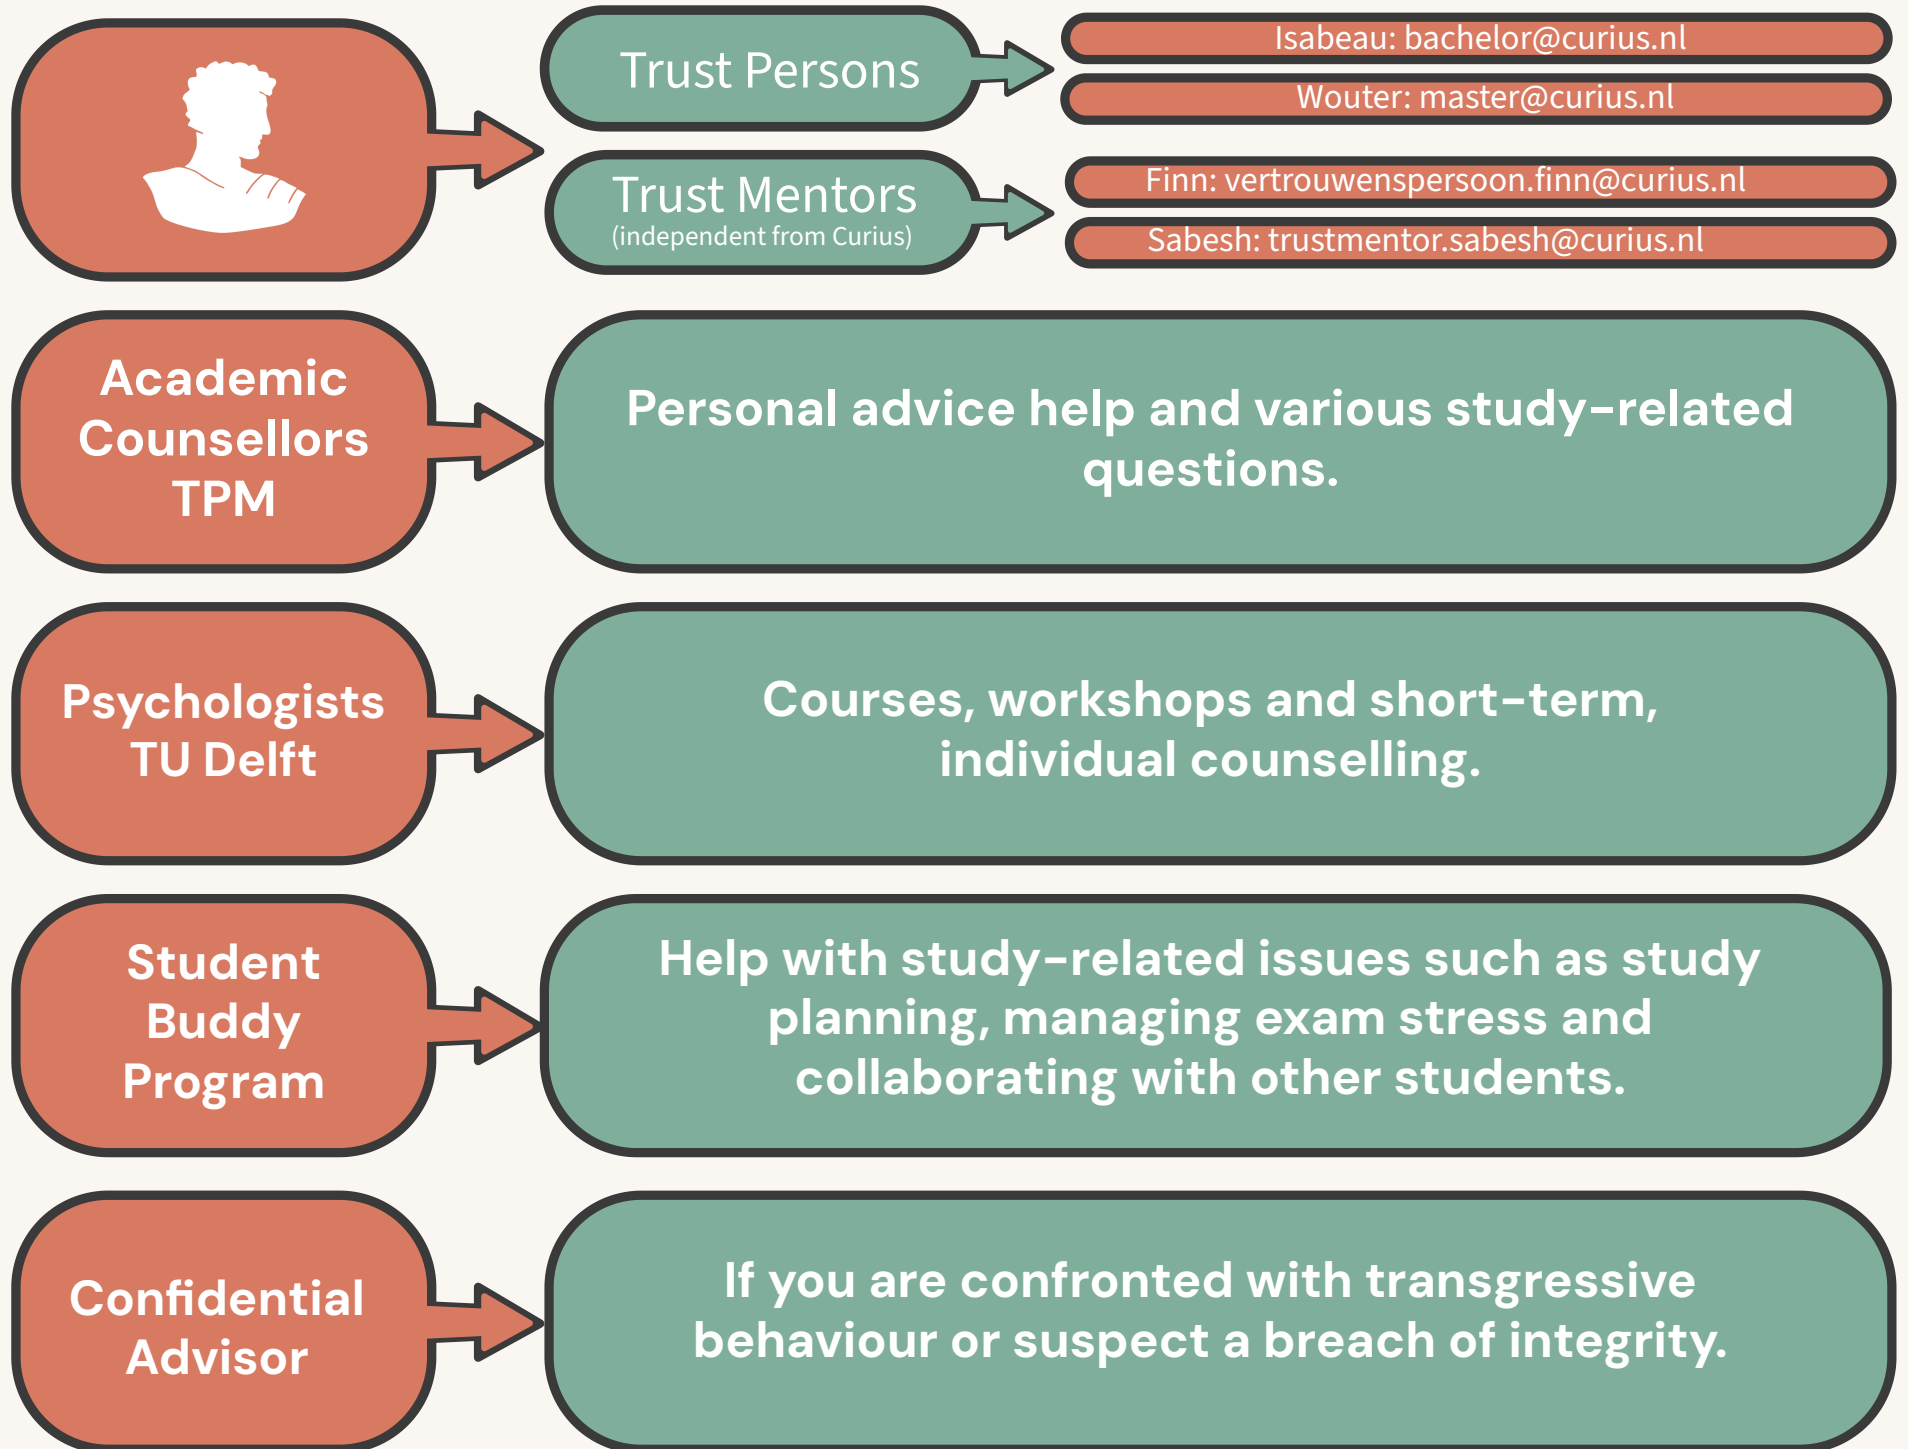 Trust Persons
Isabeau: bachelor@curius.nl
Wouter: master@curius.nl
Trust Mentors
(independent from Curius)
Finn: vertrouwenspersoon.finn@curius.nl
Sabesh: trustmentor.sabesh@curius.nl
Academic
Counsellors
TPM
Personal advice help and various study-related
questions.
Psychologists
TU Delft
Courses, workshops and short-term,
individual counselling.
Student
Buddy
Program
Help with study-related issues such as study
planning, managing exam stress and
collaborating with other students.
Confidential
Advisor
If you are confronted with transgressive
behaviour or suspect a breach of integrity.